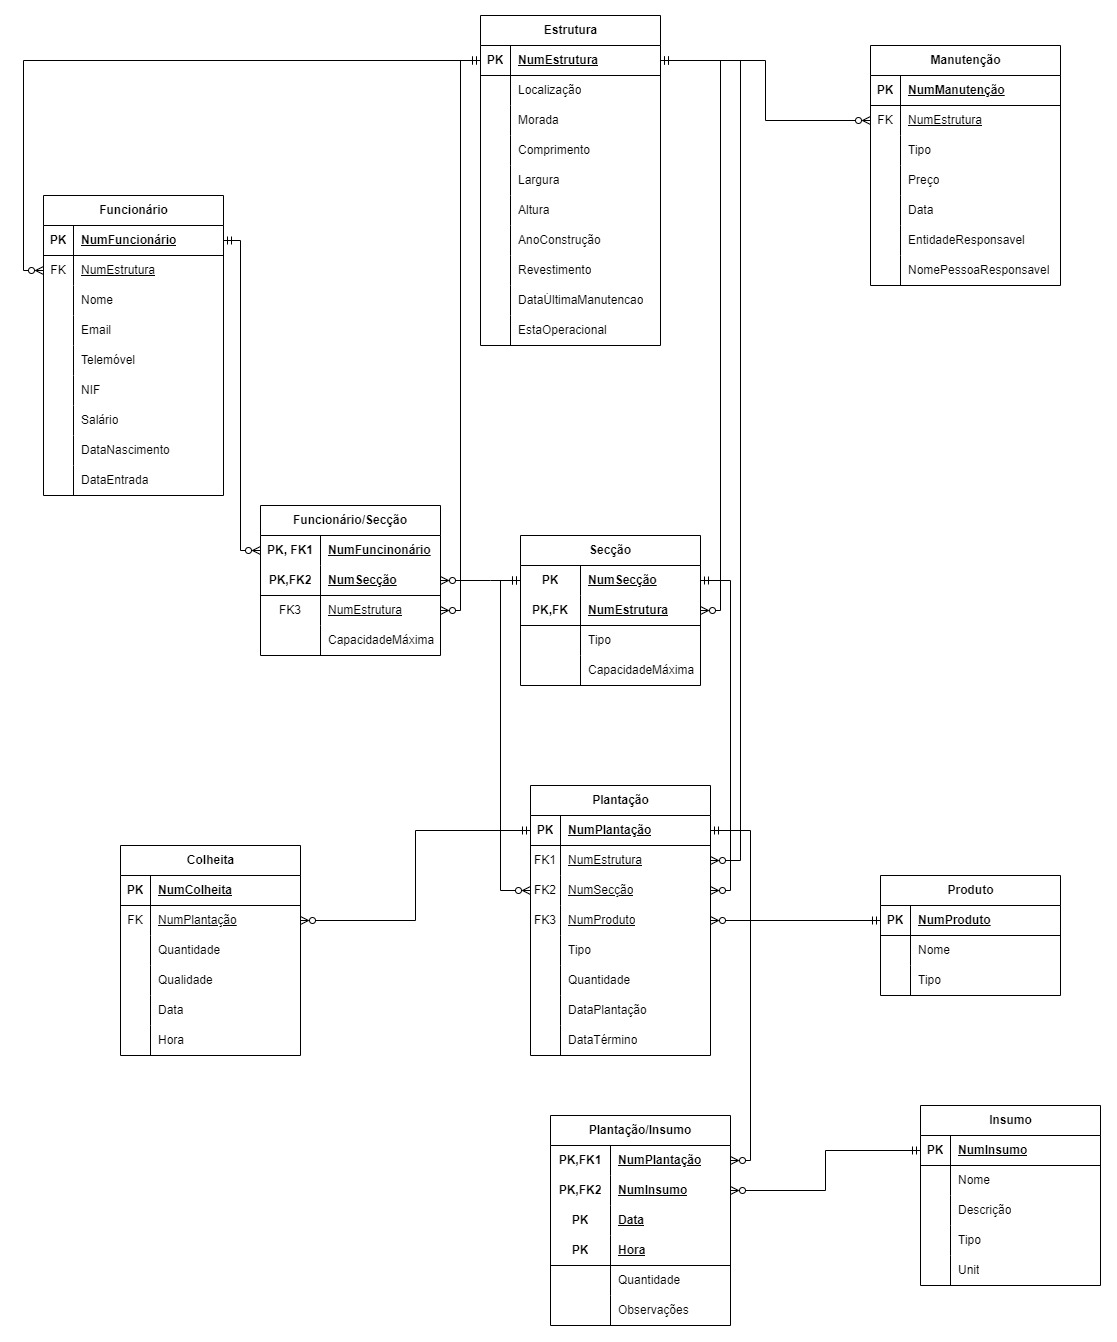 Estrutura
PK NumEstrutura
Localização
Morada
Comprimento
Largura
Altura
AnoConstrução
Revestimento
DataÚltimaManutencao
EstaOperacional
Manutenção
PK NumManutenção
FK NumEstrutura
Tipo
Preço
Data
EntidadeResponsavel
NomePessoaResponsavel
Funcionário
PK NumFuncionário
FK NumEstrutura
Nome
Email
Telemóvel
NIF
Salário
DataNascimento
DataEntrada
Funcionário/Secção
PK, FK1 NumFuncinonário
PK,FK2 NumSecção
FK3 NumEstrutura
CapacidadeMáxima
Secção
PK NumSecção
PK,FK NumEstrutura
Tipo
CapacidadeMáxima
Plantação
PK NumPlantação
FK1 NumEstrutura
FK2 NumSecção
FK3 NumProduto
Tipo
Quantidade
DataPlantação
DataTérmino
Colheita
PK NumColheita
FK NumPlantação
Quantidade
Qualidade
Data
Hora
Produto
PK NumProduto
Nome
Tipo
Plantação/Insumo
PK,FK1 NumPlantação
PK,FK2 NumInsumo
PK Data
PK Hora
Quantidade
Observações
Insumo
PK NumInsumo
Nome
Descrição
Tipo
Unit